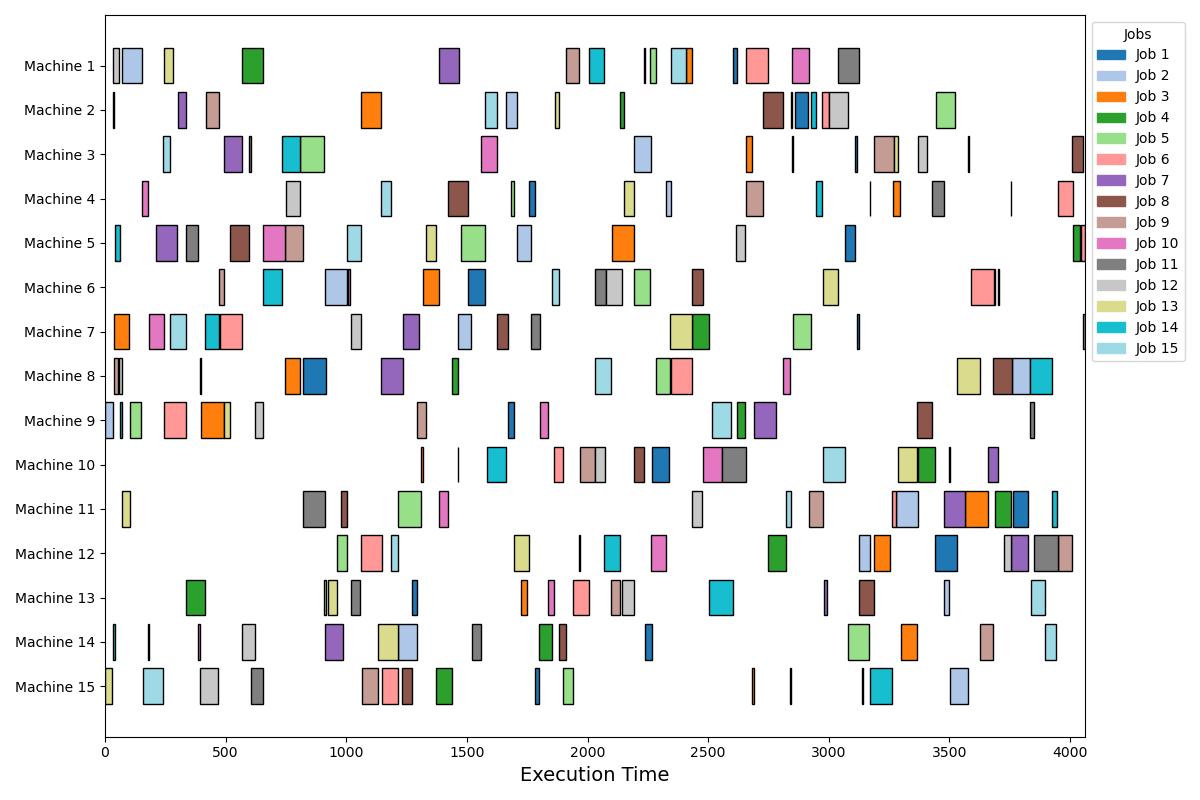 Machine 1
Machine 2
Machine 3
Machine 4
Machine 5
Machine 6
Machine 7
Machine 8
Machine 9
Machine 10
Machine 11
Machine 12
Machine 13
Machine 14
Machine 15
0 500 1000 1500 2000 2500 3000 3500 4000
Execution Time
Jobs
Job 1
Job 2
Job 3
Job 4
Job 5
Job 6
Job 7
Job 8
Job 9
Job 10
Job 11
Job 12
Job 13
Job 14
Job 15